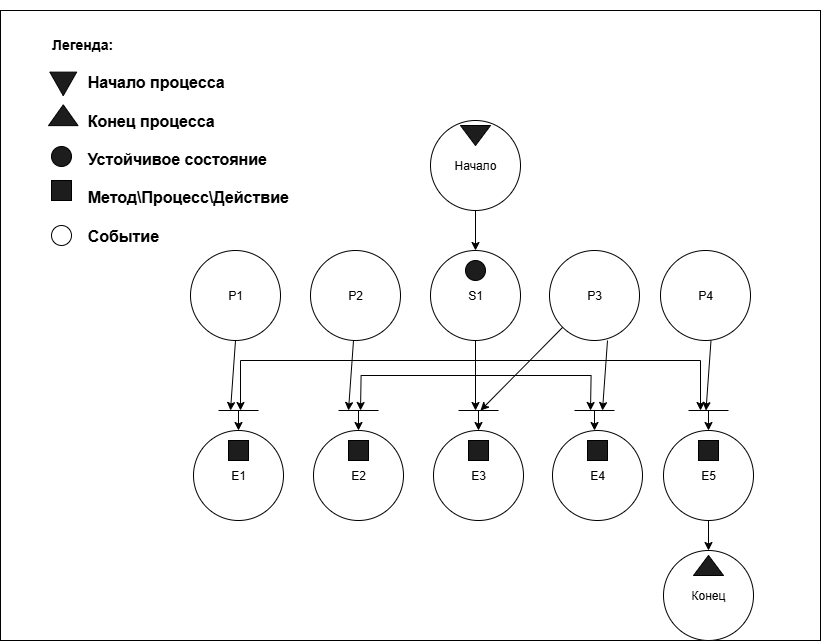 Легенда:
Начало процесса
Конец процесса
Устойчивое состояние
Метод\Процесс\Действие
Событие
Начало
P1
P2
S1
P3
P4
E1
E2
E3
E4
E5
Конец